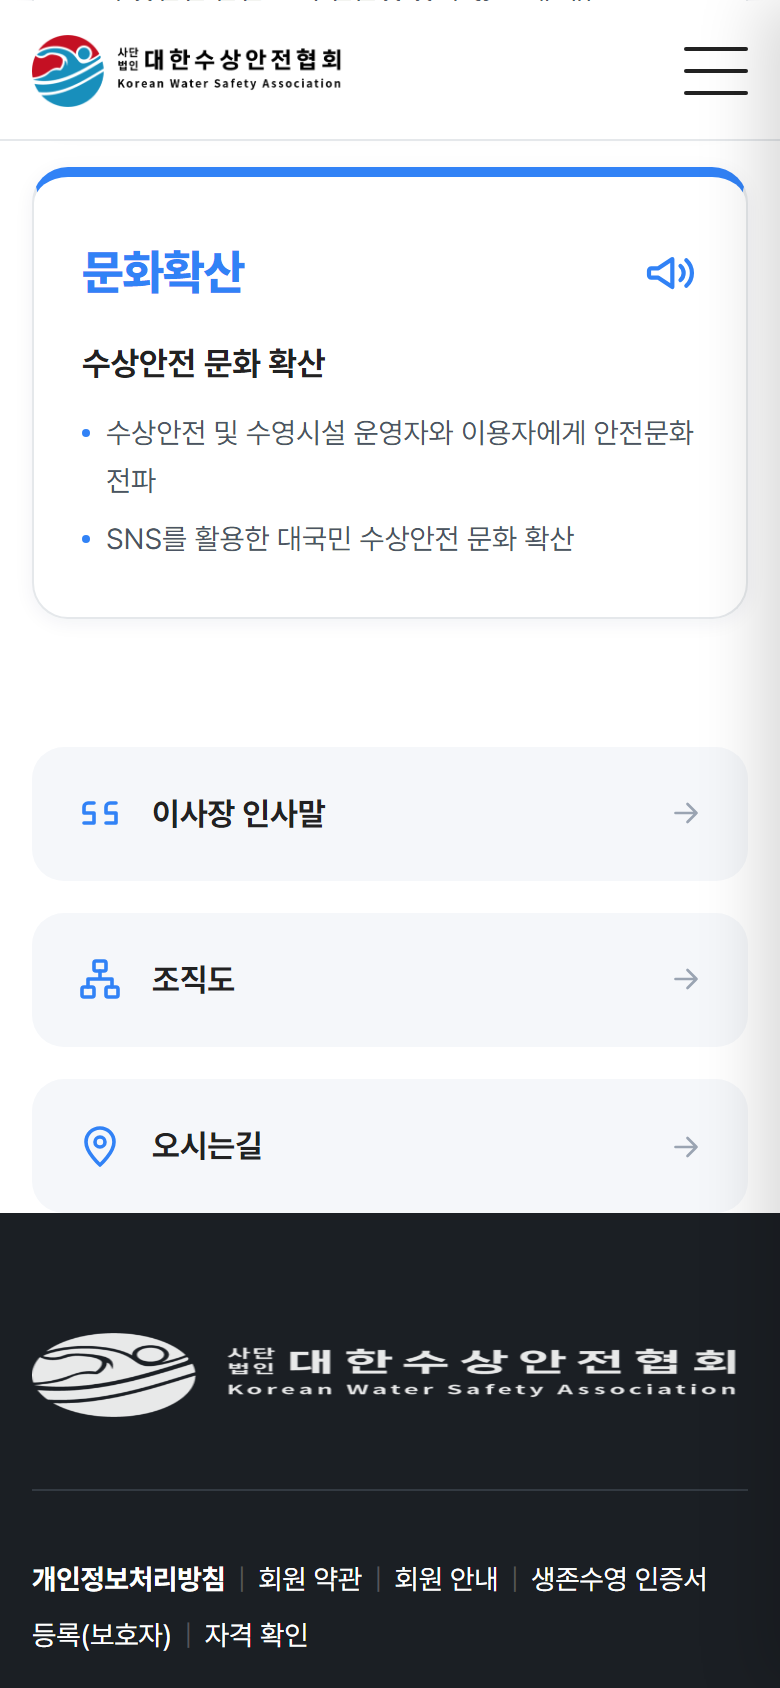 사단
법인 대한수상안전협회
Korean Water Safety Association
문화확산
수상안전 문화 확산
수상안전 및 수영시설 운영자와 이용자에게 안전문화
전파
SNS를 활용한 대국민 수상안전 문화 확산
이사장 인사말
조직도
오시는길
사단
법인 대한수상안전협회
Korean Water Safety Association
개인정보처리방침 | 회원 약관 | 회원 안내 | 생존수영 인증서
등록(보호자) | 자격 확인